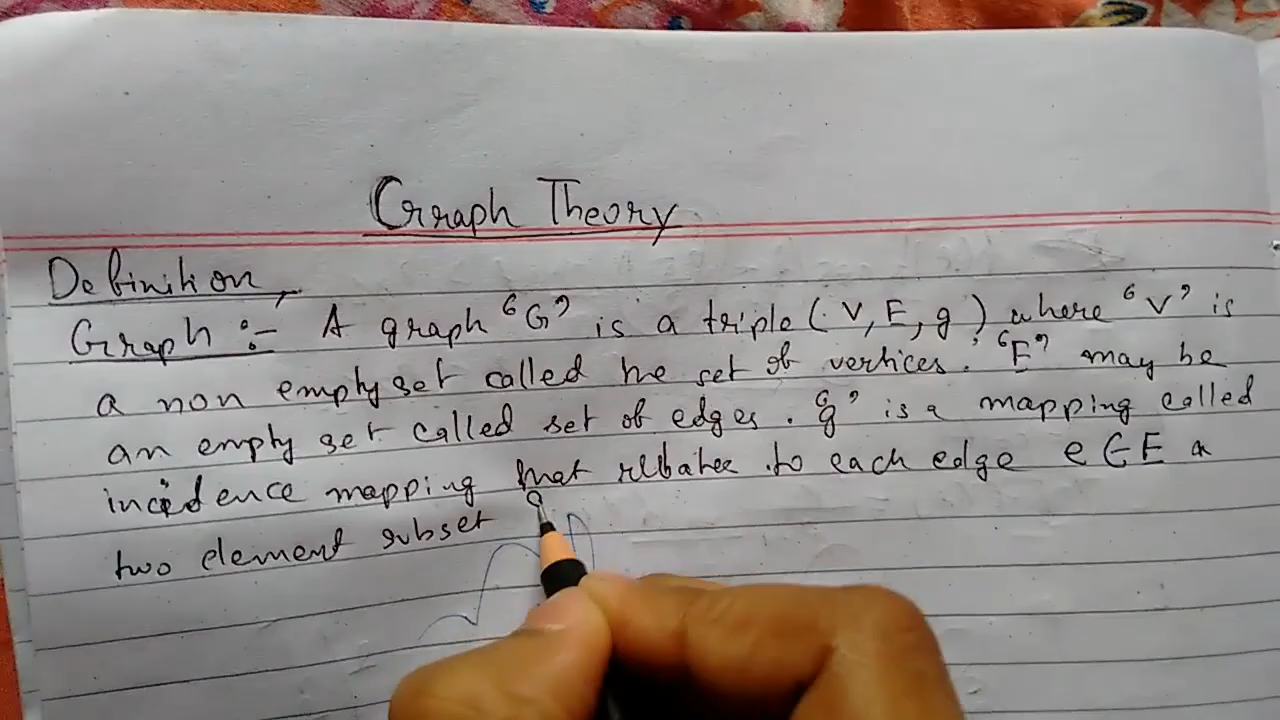 Graph Theory
Definition,
Graph :- A graph 'G' is a triple (V, E, g) where 'V' is
a non empty set called the set of vertices. 'E' may be
an empty set called set of edges. 'g' is a mapping called
incidence mapping that relates to each edge e ∈ E a
two element subset